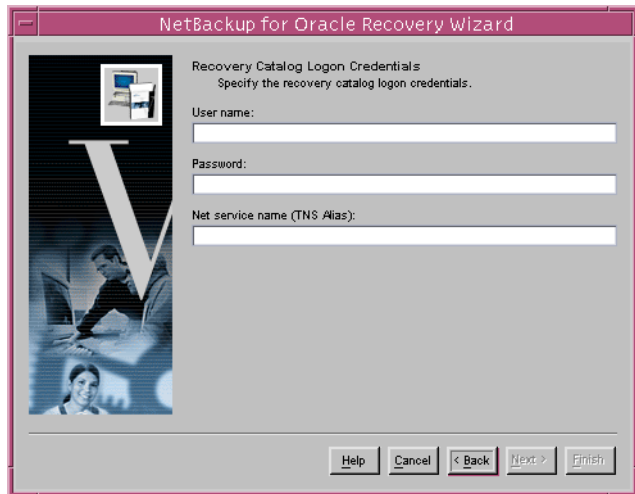 NetBackup for Oracle Recovery Wizard
Recovery Catalog Logon Credentials
Specify the recovery catalog logon credentials.
User name:
Password:
Net service name (TNS Alias):
V
Help Cancel < Back Next > Finish